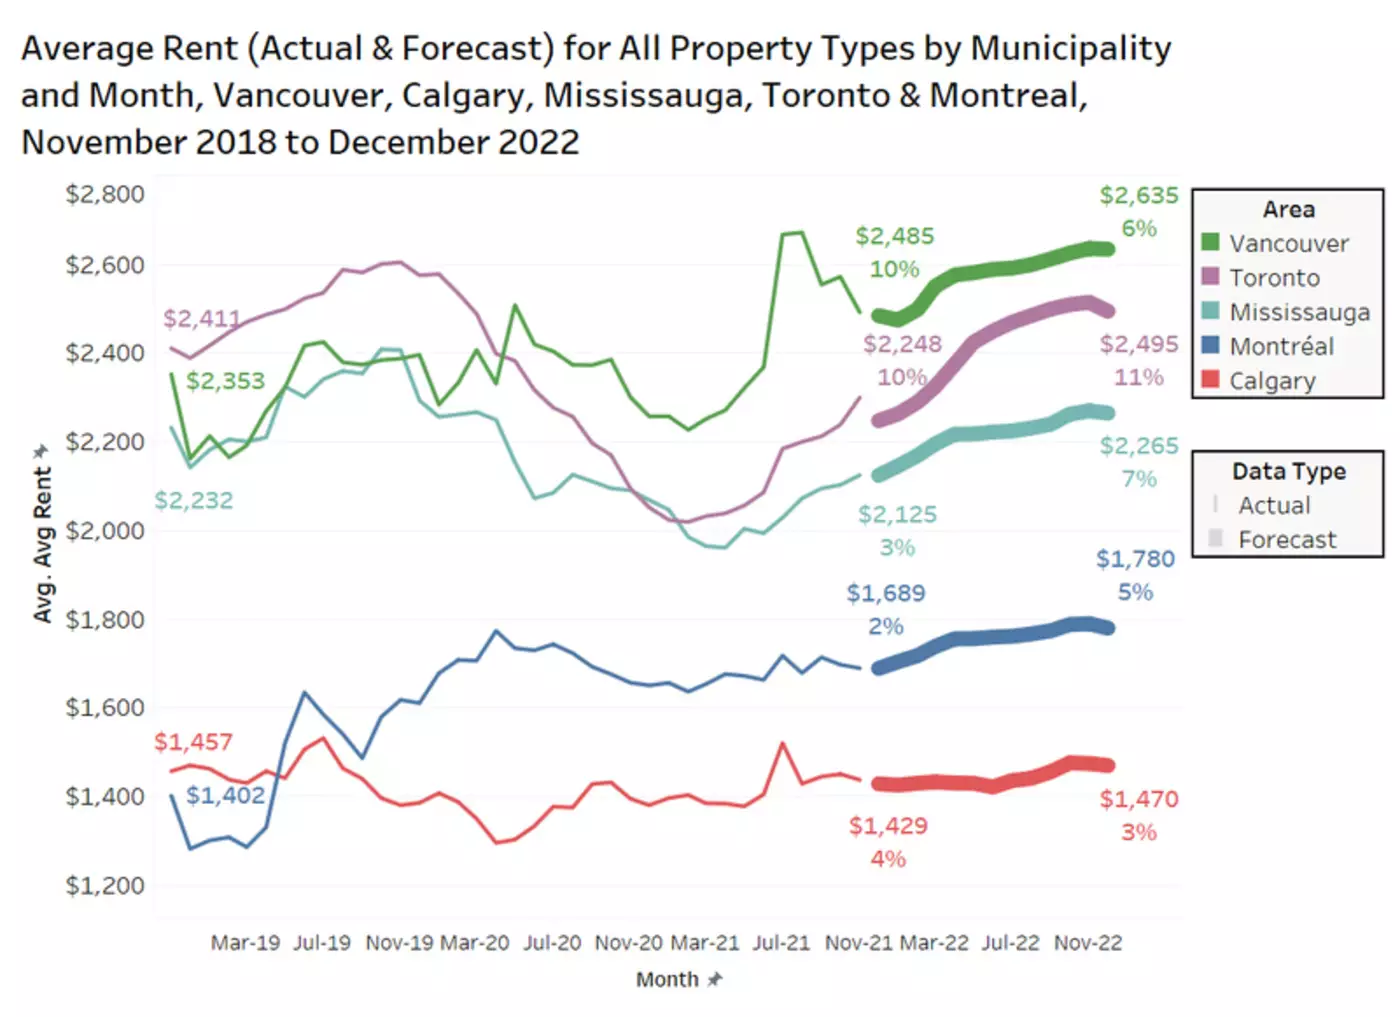 Average Rent (Actual & Forecast) for All Property Types by Municipality
and Month, Vancouver, Calgary, Mississauga, Toronto & Montreal,
November 2018 to December 2022
$2,800
$2,600
$2,400
$2,200
$2,000
$1,800
$1,600
$1,400
$1,200
Avg. Avg Rent
$2,411
$2,353
$2,232
$1,457
$1,402
$2,485
10%
$2,248
10%
$2,125
3%
$1,689
2%
$1,429
4%
$2,635
6%
$2,495
11%
$2,265
7%
$1,780
5%
$1,470
3%
Mar-19 Jul-19 Nov-19 Mar-20 Jul-20 Nov-20 Mar-21 Jul-21 Nov-21 Mar-22 Jul-22 Nov-22
Month
Area
Vancouver
Toronto
Mississauga
Montréal
Calgary
Data Type
Actual
Forecast